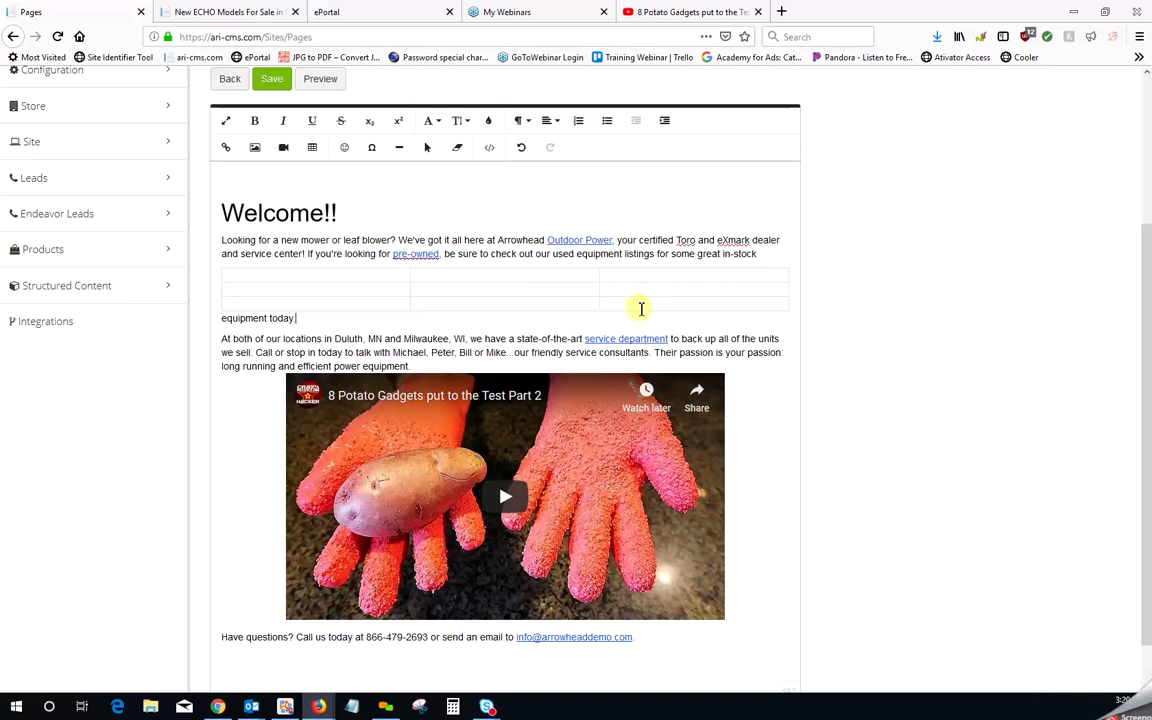 Pages
New ECHO Models For Sale in
ePortal
My Webinars
8 Potato Gadgets put to the Te
https://ari-cms.com/Sites/Pages
Search
12
Most Visited
Site Identifier Tool
ari-cms.com
ePortal
JPG to PDF – Convert J...
Password special char...
GoToWebinar Login
Training Webinar | Trello
Academy for Ads: Cat...
Pandora - Listen to Fre...
Ativator Access
Cooler
Configuration
Store
Site
Leads
Endeavor Leads
Products
Structured Content
Integrations
Back
Save
Preview
Welcome!!
Looking for a new mower or leaf blower? We've got it all here at Arrowhead Outdoor Power, your certified Toro and eXmark dealer
and service center! If you're looking for pre-owned, be sure to check out our used equipment listings for some great in-stock
equipment today.
At both of our locations in Duluth, MN and Milwaukee, WI, we have a state-of-the-art service department to back up all of the units
we sell. Call or stop in today to talk with Michael, Peter, Bill or Mike...our friendly service consultants. Their passion is your passion:
long running and efficient power equipment.
8 Potato Gadgets put to the Test Part 2
Watch later
Share
Have questions? Call us today at 866-479-2693 or send an email to info@arrowheaddemo.com.